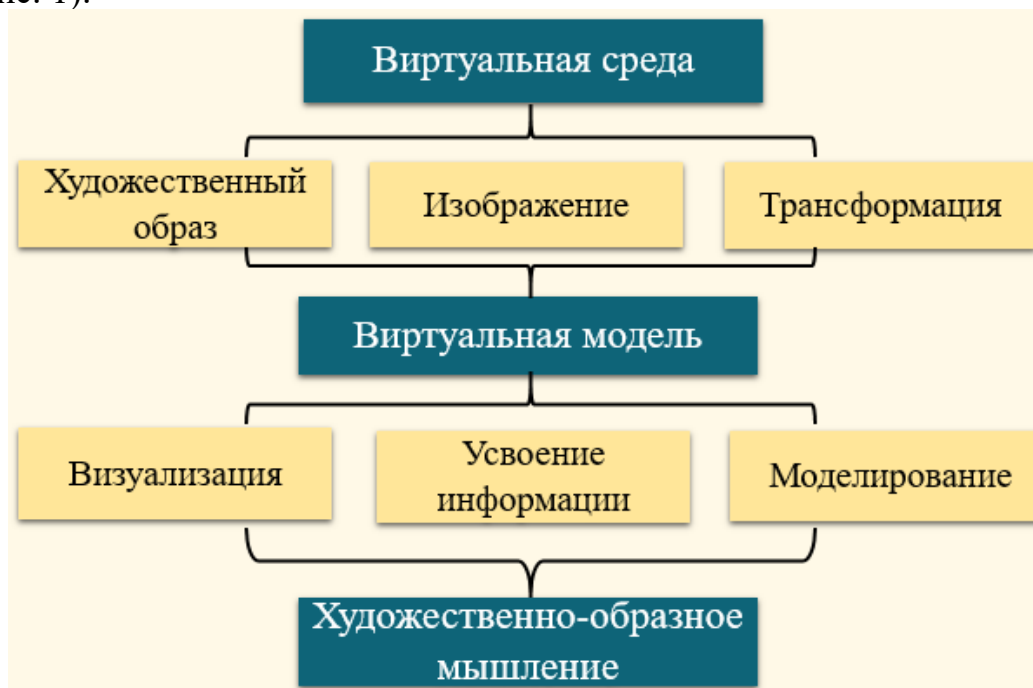 Виртуальная среда
Художественный
образ
Изображение
Трансформация
Виртуальная модель
Визуализация
Усвоение
информации
Моделирование
Художественно-образное
мышление